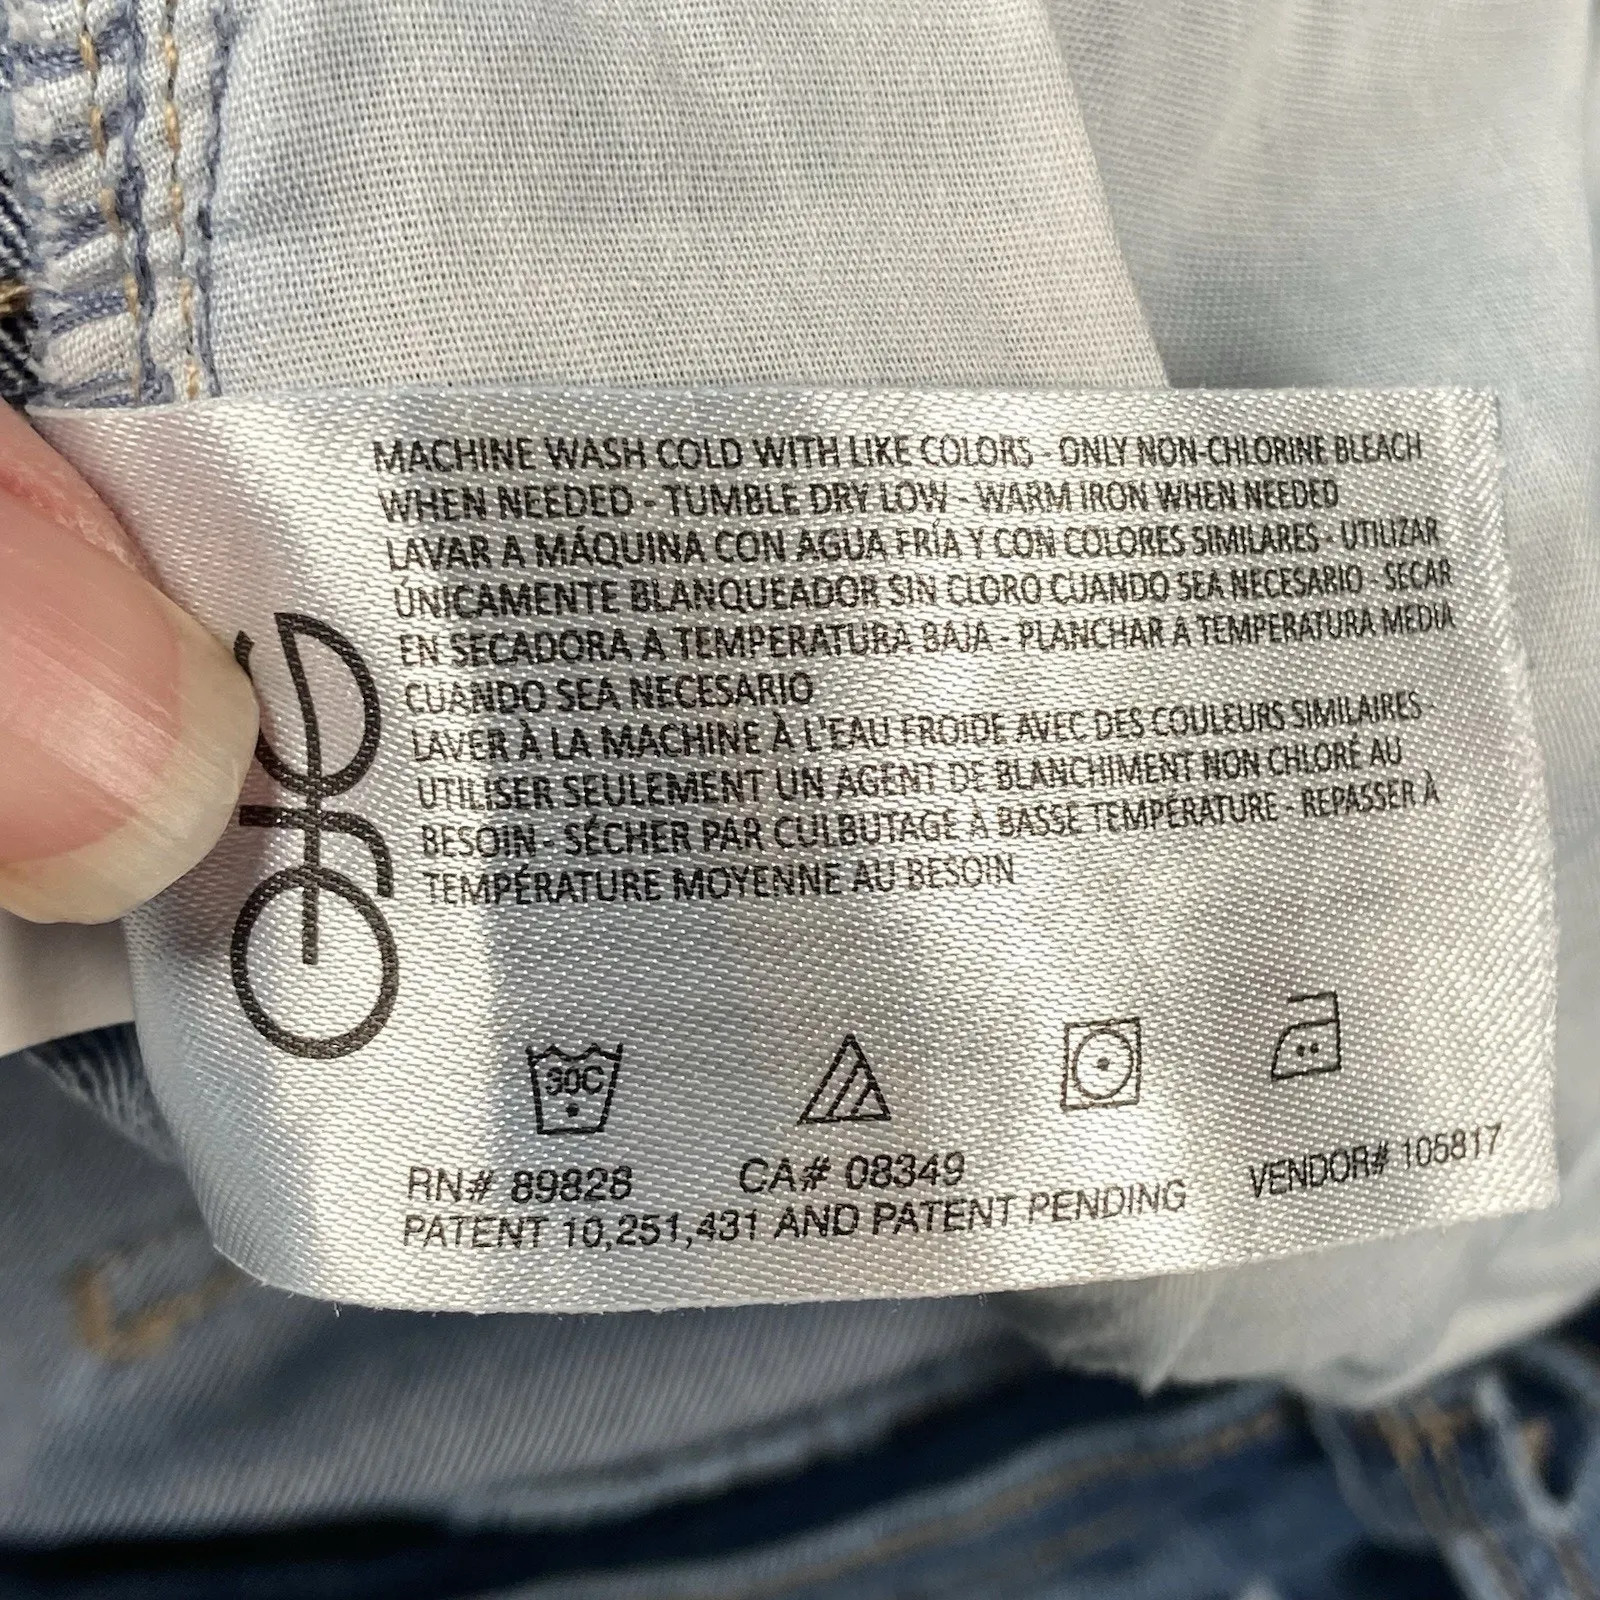 MACHINE WASH COLD WITH LIKE COLORS - ONLY NON-CHLORINE BLEACH
WHEN NEEDED - TUMBLE DRY LOW - WARM IRON WHEN NEEDED
LAVAR A MÁQUINA CON AGUA FRÍA Y CON COLORES SIMILARES - UTILIZAR
ÚNICAMENTE BLANQUEADOR SIN CLORO CUANDO SEA NECESARIO - SECAR
EN SECADORA A TEMPERATURA BAJA - PLANCHAR A TEMPERATURA MEDIA
CUANDO SEA NECESARIO
LAVER À LA MACHINE À L'EAU FROIDE AVEC DES COULEURS SIMILAIRES -
UTILISER SEULEMENT UN AGENT DE BLANCHIMENT NON CHLORÉ AU
BESOIN - SÉCHER PAR CULBUTAGE À BASSE TEMPÉRATURE - REPASSER À
TEMPÉRATURE MOYENNE AU BESOIN
30C
RN# 89828 CA# 08349 VENDOR# 105817
PATENT 10,251,431 AND PATENT PENDING